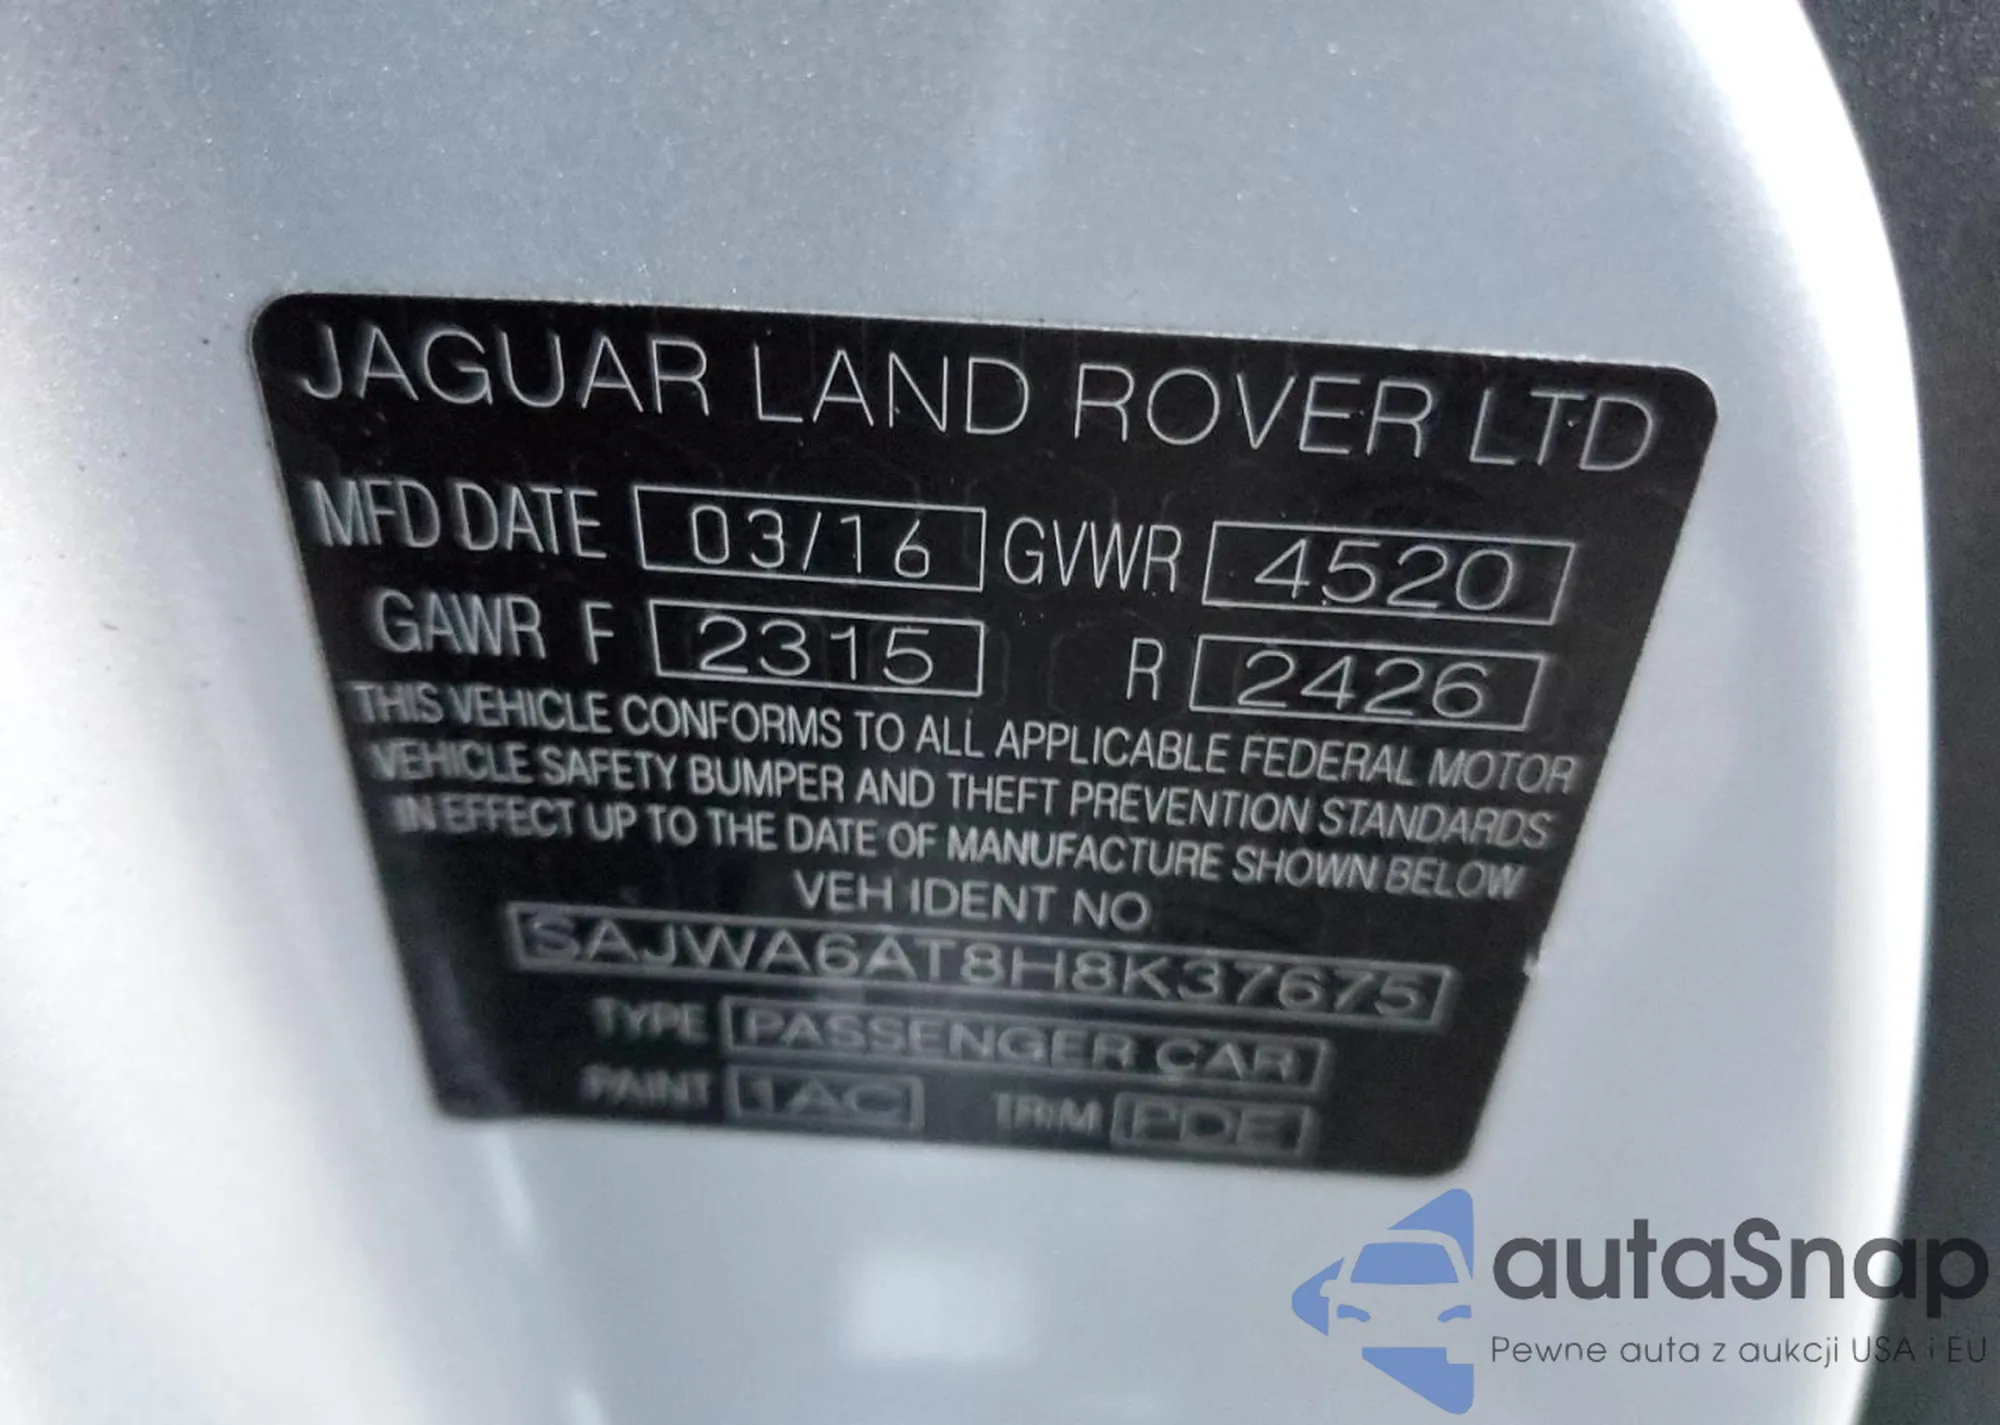 JAGUAR LAND ROVER LTD
MFD DATE 03/16 GVWR 4520
GAWR F 2315 R 2426
THIS VEHICLE CONFORMS TO ALL APPLICABLE FEDERAL MOTOR
VEHICLE SAFETY BUMPER AND THEFT PREVENTION STANDARDS
IN EFFECT UP TO THE DATE OF MANUFACTURE SHOWN BELOW
VEH IDENT NO
SAJWA6AT8H8K37675
TYPE PASSENGER CAR
PAINT 1AC TRIM PDE
autaSnap
Pewne auta z aukcji USA i EU